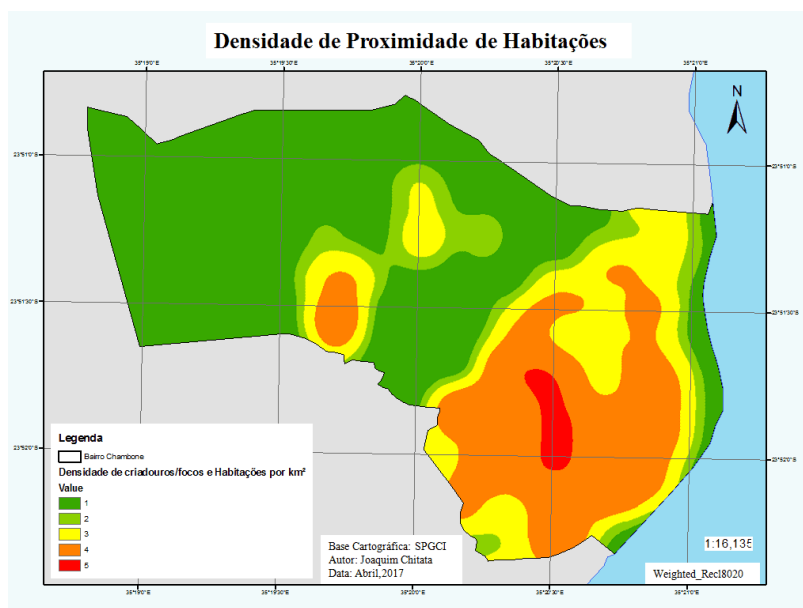 Densidade de Proximidade de Habitações
35°19'0"E
35°19'30"E
35°20'0"E
35°20'30"E
35°21'0"E
N
23°51'0"S
23°51'0"S
23°51'30"S
23°51'30"S
23°52'0"S
23°52'0"S
Legenda
Bairro Chambone
Densidade de criadouros/focos e Habitações por km²
Value
1
2
3
4
5
Base Cartográfica: SPGCI
Autor: Joaquim Chitata
Data: Abril,2017
1:16,135
Weighted_Recl8020
35°19'0"E
35°19'30"E
35°20'0"E
35°20'30"E
35°21'0"E